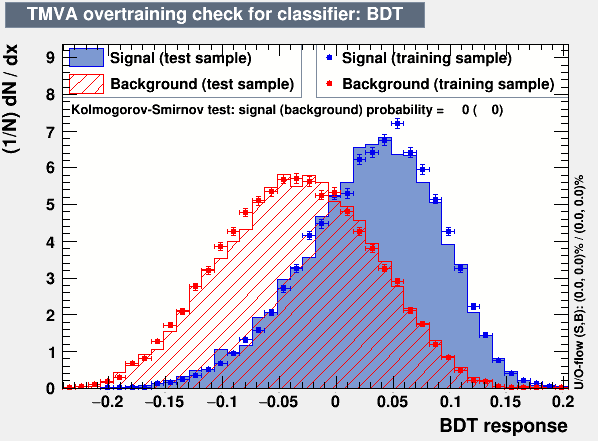 TMVA overtraining check for classifier: BDT
(1/N) dN / dx
9
8
7
6
5
4
3
2
1
0
Signal (test sample)
Background (test sample)
Signal (training sample)
Background (training sample)
Kolmogorov-Smirnov test: signal (background) probability = 0 ( 0)
U/O-flow (S,B): (0.0, 0.0)% / (0.0, 0.0)%
−0.2 −0.15 −0.1 −0.05 0 0.05 0.1 0.15 0.2
BDT response